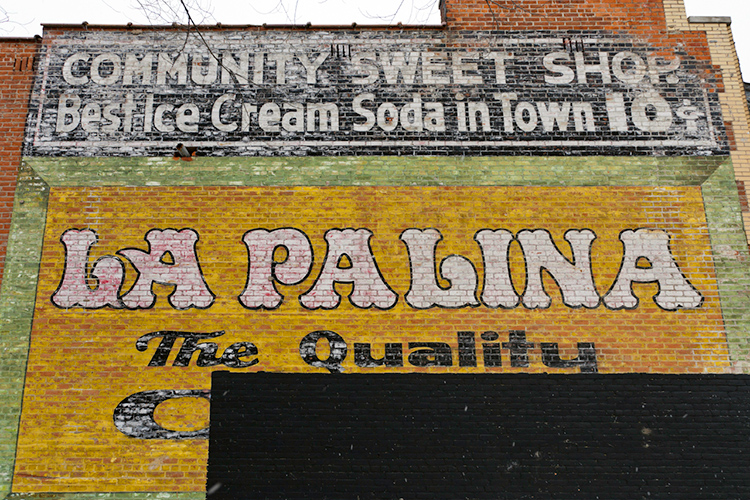 COMMUNITY SWEET SHOP
Best Ice Cream Soda in Town 10¢
LA PALINA
The Quality